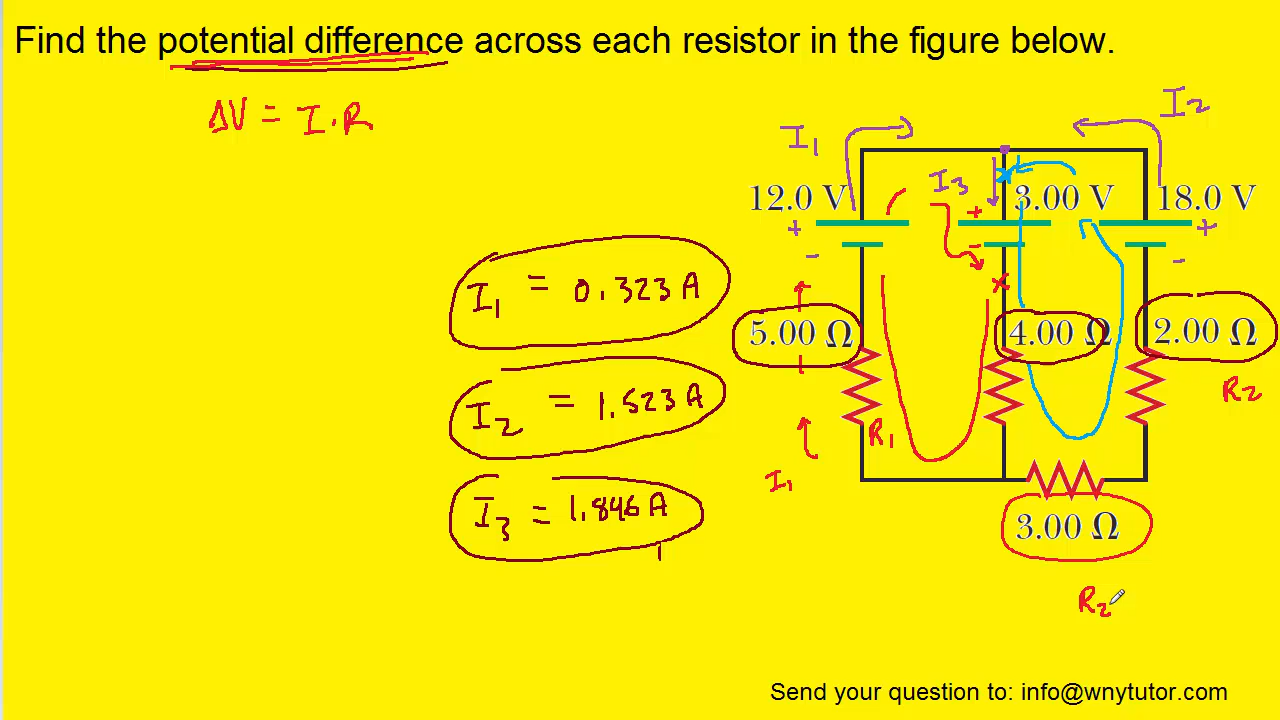 Find the potential difference across each resistor in the figure below.
ΔV = I·R
I1
I2
I3
12.0 V
3.00 V
18.0 V
+
-
+
-
+
-
I1 = 0.323 A
I2 = 1.523 A
I3 = 1.846 A
5.00 Ω
4.00 Ω
2.00 Ω
R1
R2
I1
3.00 Ω
R2
Send your question to: info@wnytutor.com